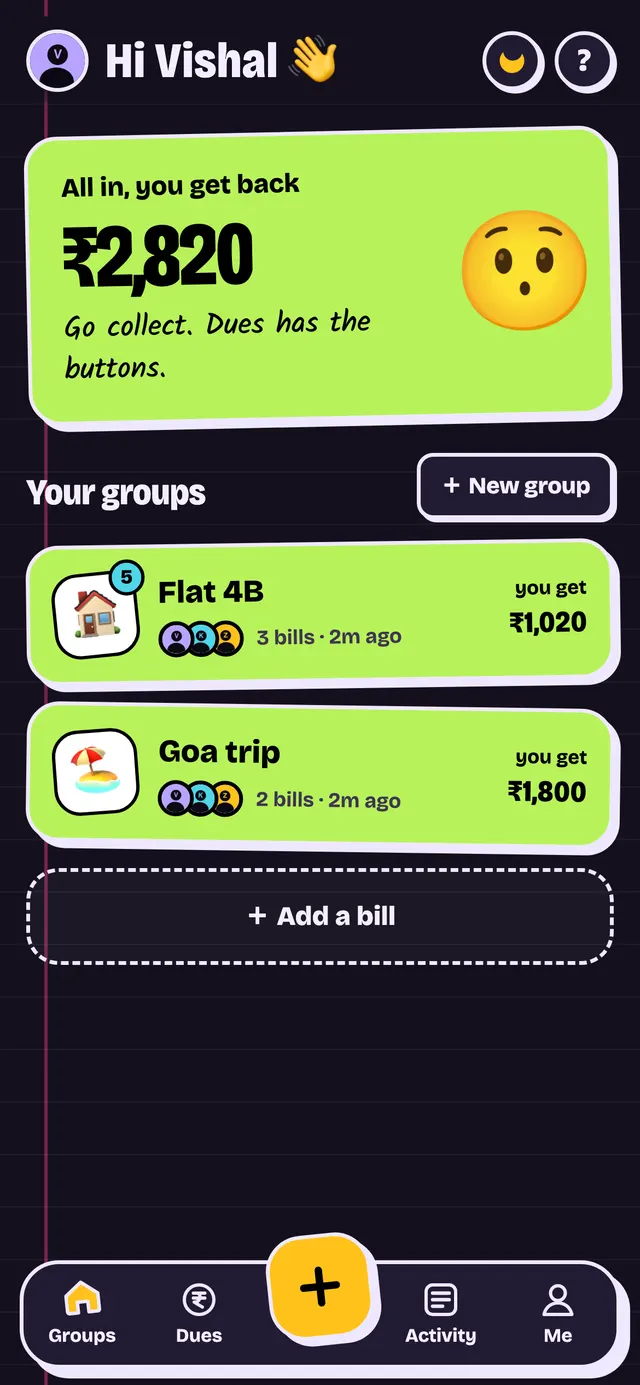 V
Hi Vishal 👋
?
All in, you get back
₹2,820
Go collect. Dues has the
buttons.
Your groups
+ New group
5
Flat 4B
you get
V K Z
3 bills · 2m ago
₹1,020
Goa trip
you get
V K Z
2 bills · 2m ago
₹1,800
+ Add a bill
+
Groups
₹
Dues
Activity
Me